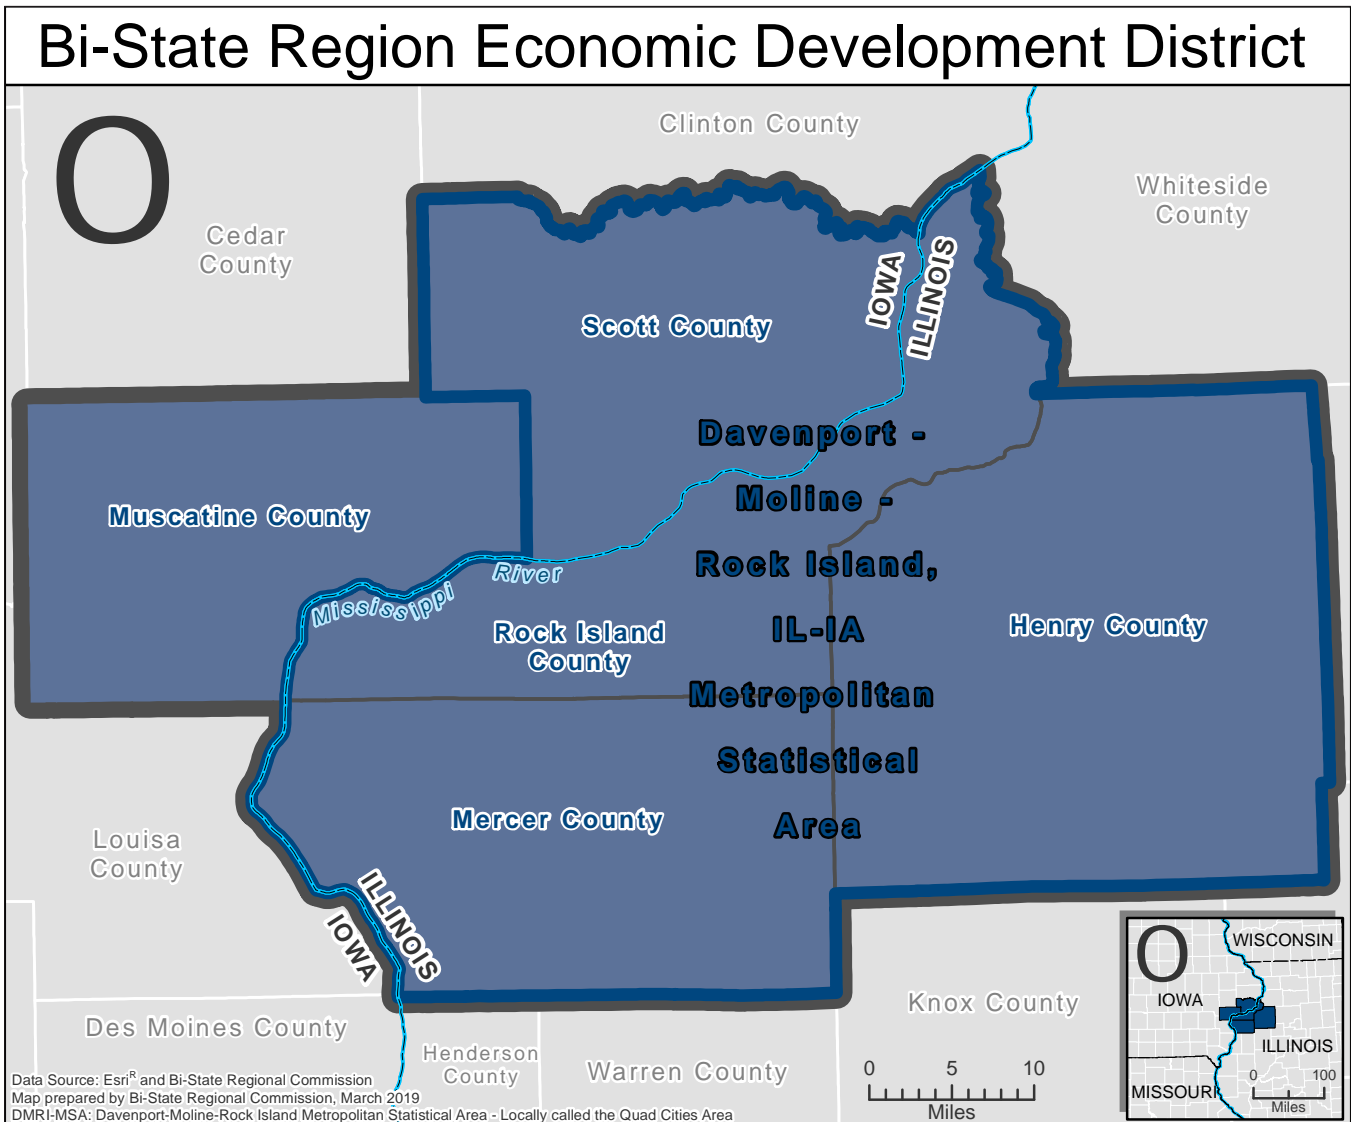 Bi-State Region Economic Development District
O
Clinton County
Whiteside
County
Cedar
County
IOWA
ILLINOIS
Scott County
Davenport -
Moline -
Rock Island,
IL-IA
Metropolitan
Statistical
Area
Muscatine County
Mississippi River
Rock Island
County
Henry County
Mercer County
Louisa
County
ILLINOIS
IOWA
Knox County
Des Moines County
Henderson
County
Warren County
0 5 10
Miles
O
WISCONSIN
IOWA
ILLINOIS
MISSOURI
0 100
Miles
Data Source: Esri^R and Bi-State Regional Commission
Map prepared by Bi-State Regional Commission, March 2019
DMRI-MSA: Davenport-Moline-Rock Island Metropolitan Statistical Area - Locally called the Quad Cities Area